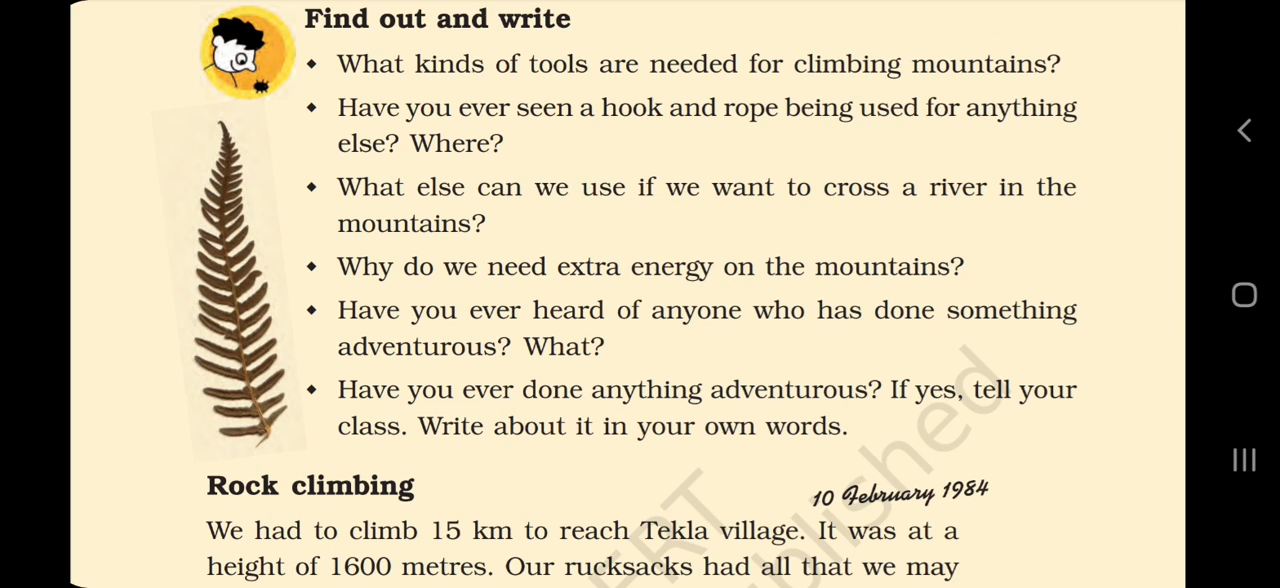 Find out and write
◆ What kinds of tools are needed for climbing mountains?
◆ Have you ever seen a hook and rope being used for anything
else? Where?
◆ What else can we use if we want to cross a river in the
mountains?
◆ Why do we need extra energy on the mountains?
◆ Have you ever heard of anyone who has done something
adventurous? What?
◆ Have you ever done anything adventurous? If yes, tell your
class. Write about it in your own words.
Rock climbing
10 February 1984
We had to climb 15 km to reach Tekla village. It was at a
height of 1600 metres. Our rucksacks had all that we may